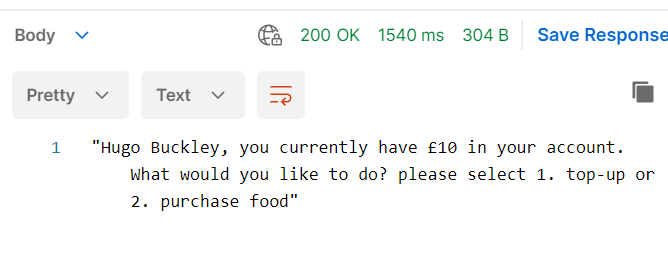 Body 200 OK 1540 ms 304 B Save Response
Pretty Text
1 "Hugo Buckley, you currently have £10 in your account.
What would you like to do? please select 1. top-up or
2. purchase food"